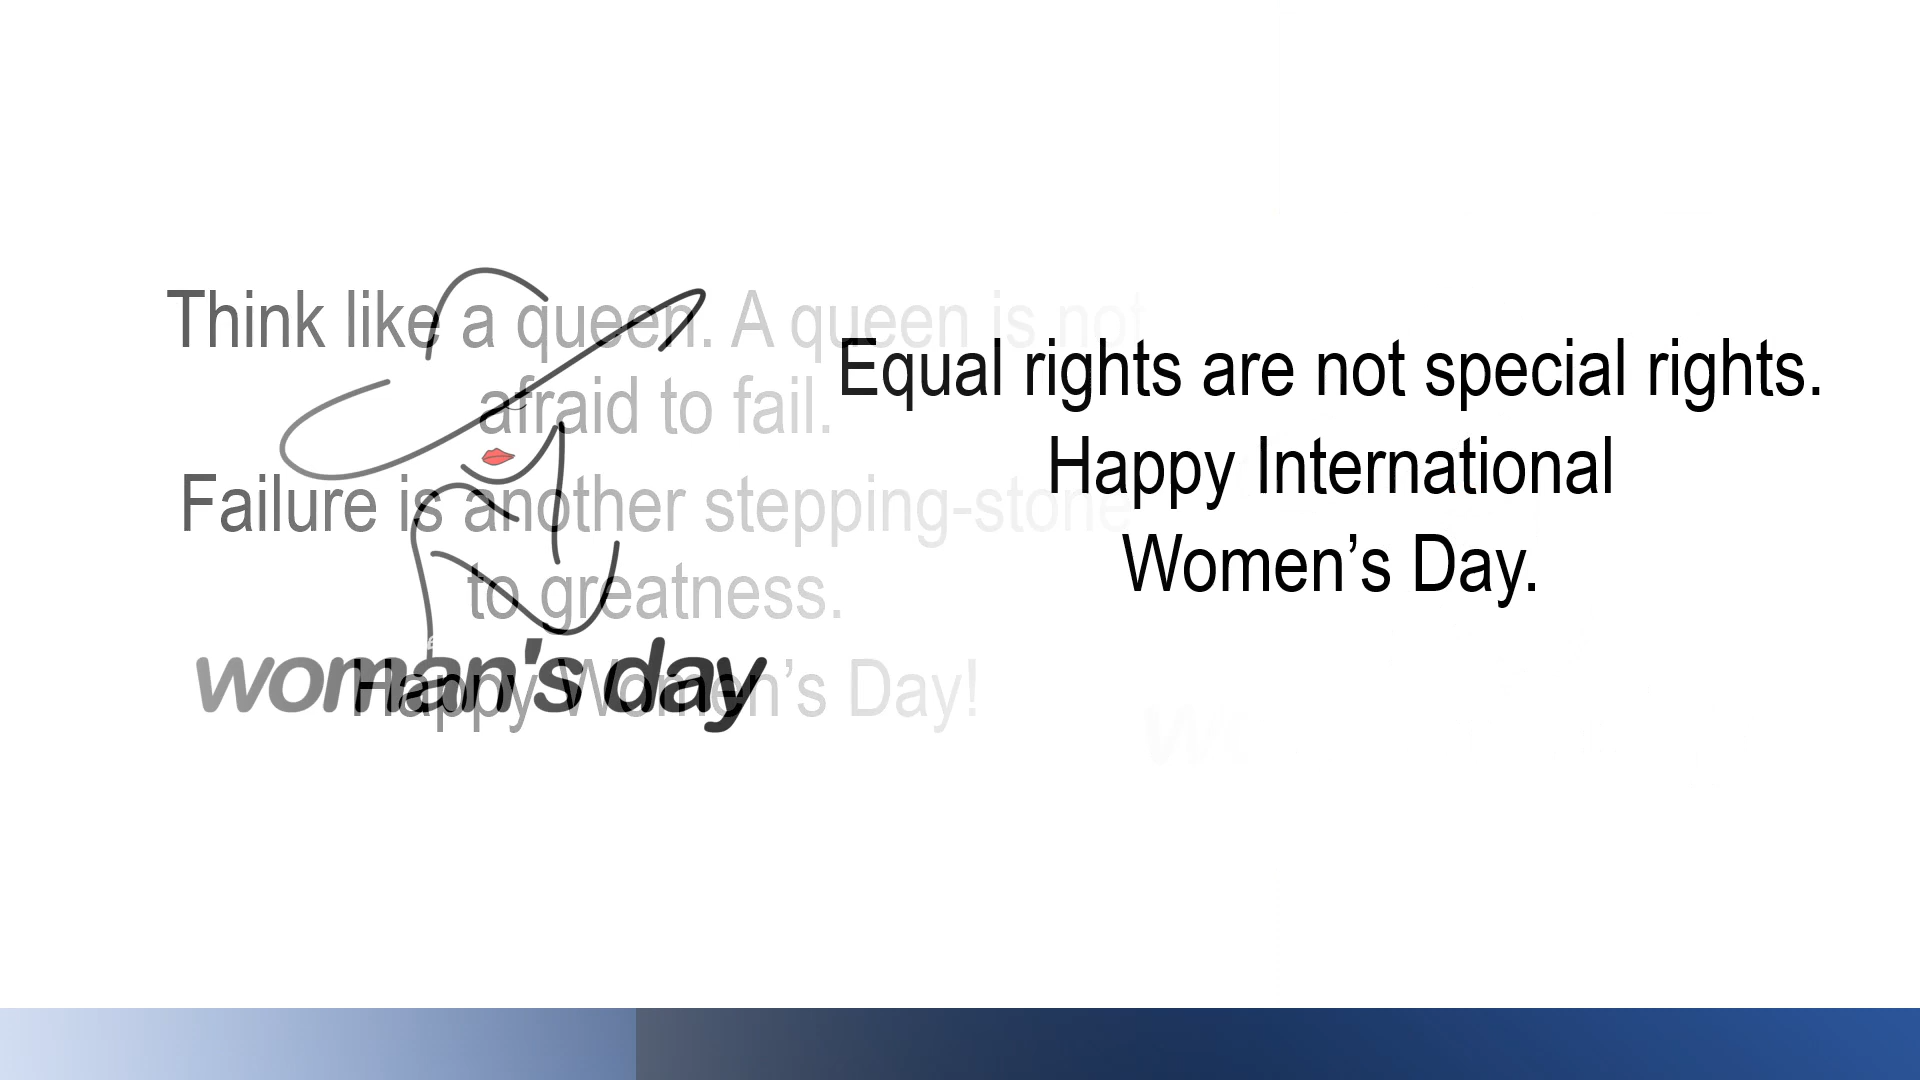 Think like a queen. A queen is not
afraid to fail.
Failure is another stepping-stone
to greatness.
Happy Women’s Day!
woman's day
Equal rights are not special rights.
Happy International
Women’s Day.